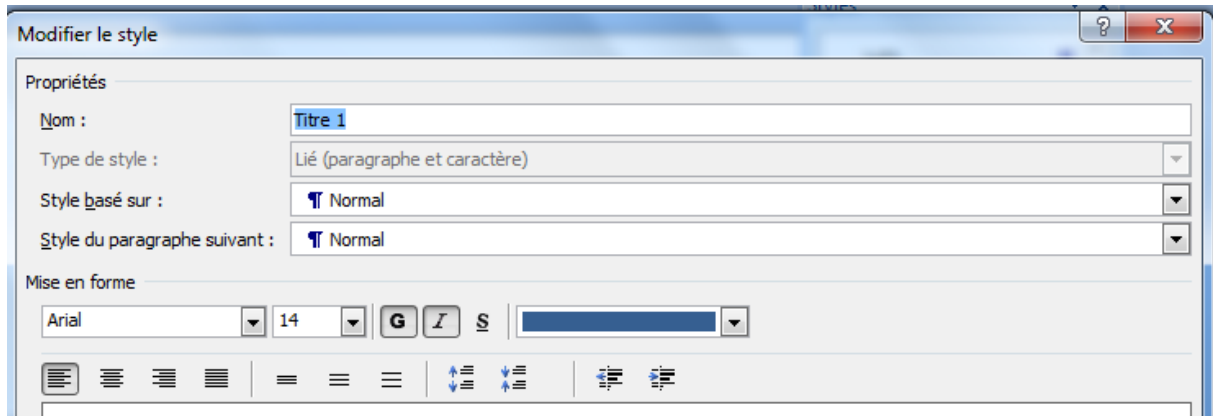 Modifier le style
Propriétés
Nom :
Titre 1
Type de style :
Lié (paragraphe et caractère)
Style basé sur :
¶ Normal
Style du paragraphe suivant :
¶ Normal
Mise en forme
Arial
14
G
I
S